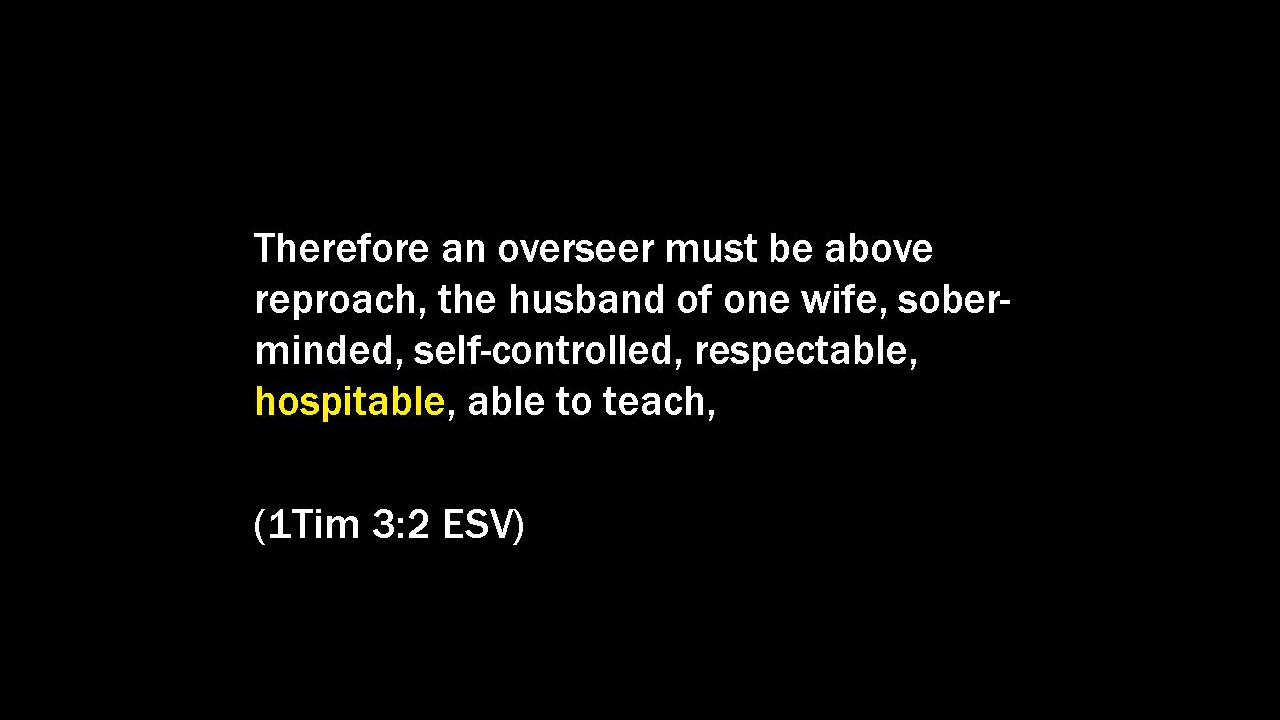 Therefore an overseer must be above
reproach, the husband of one wife, sober-
minded, self-controlled, respectable,
hospitable, able to teach,
(1Tim 3:2 ESV)